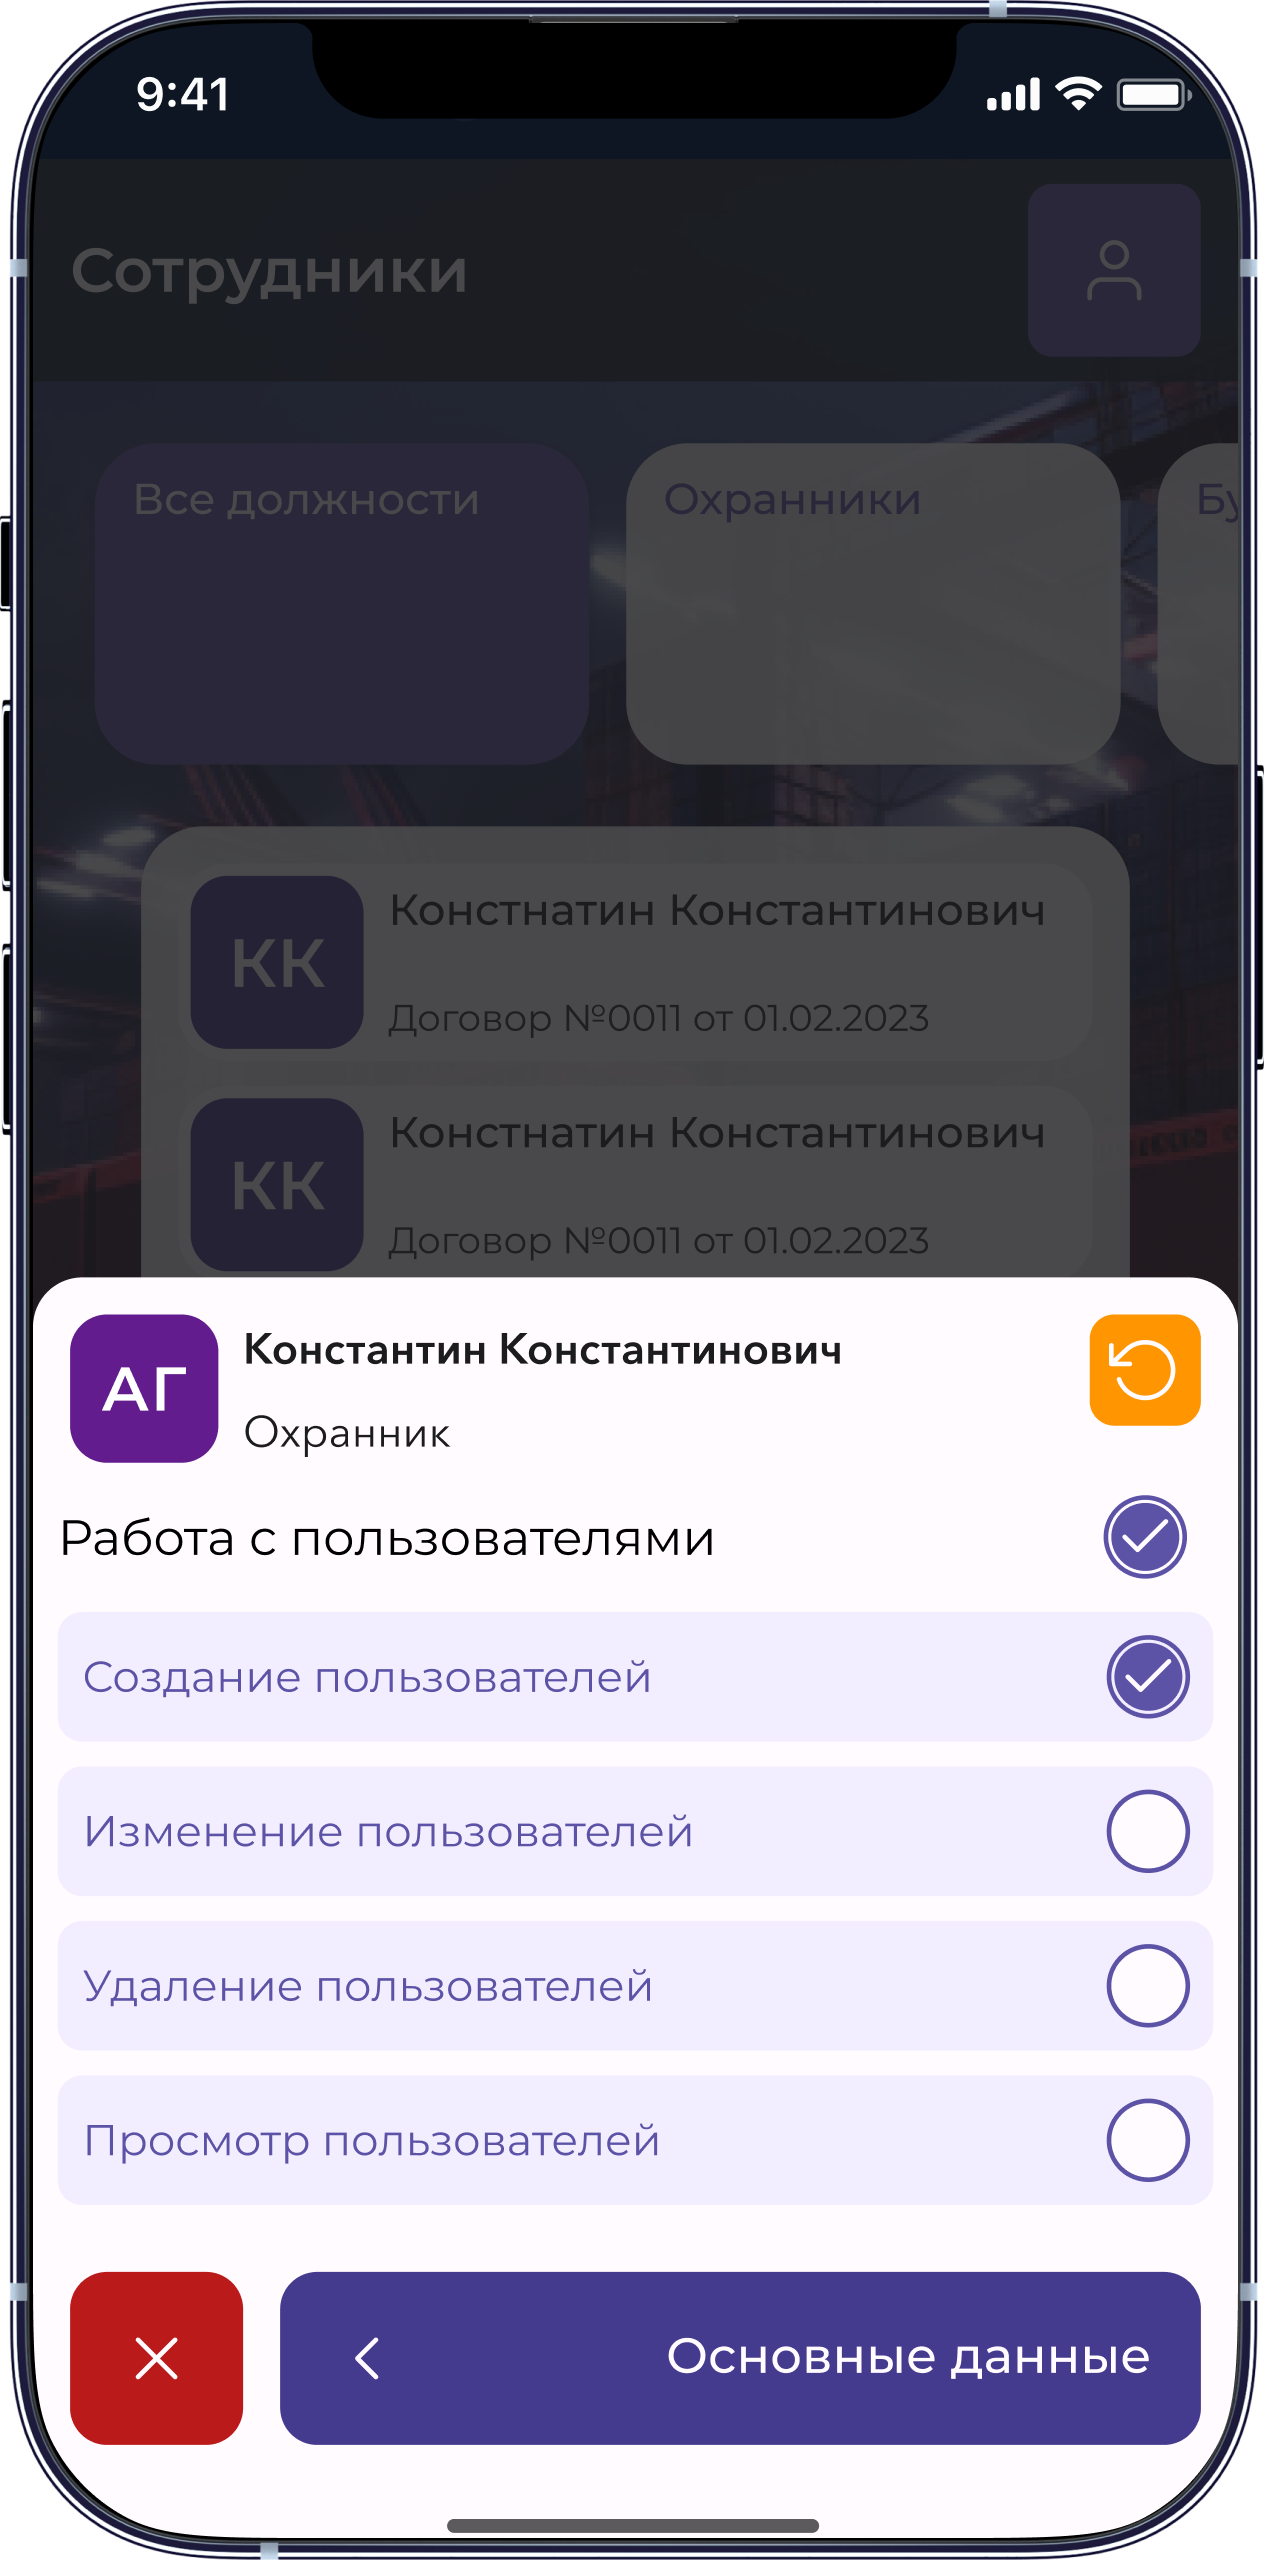 9:41
Сотрудники
Все должности
Охранники
Бу
КК
Констнатин Константинович
Договор №0011 от 01.02.2023
КК
Констнатин Константинович
Договор №0011 от 01.02.2023
АГ
Константин Константинович
Охранник
Работа с пользователями
Создание пользователей
Изменение пользователей
Удаление пользователей
Просмотр пользователей
Основные данные